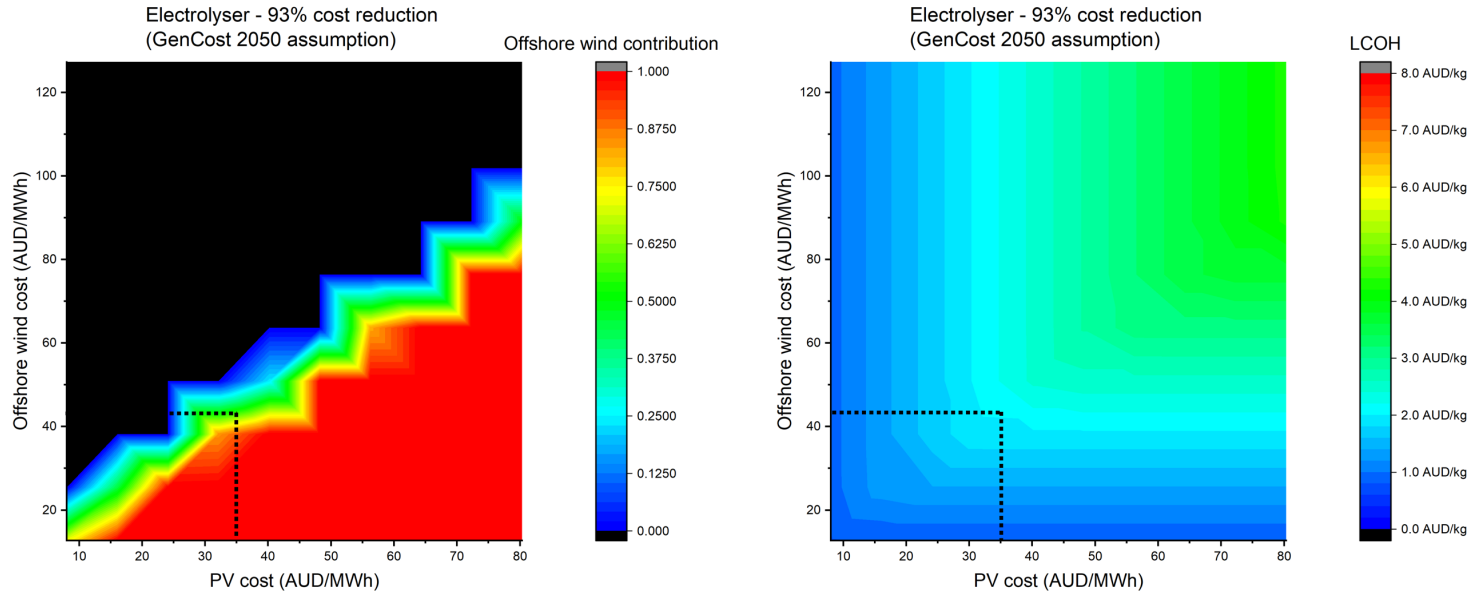 Electrolyser - 93% cost reduction
(GenCost 2050 assumption)
Offshore wind contribution
Offshore wind cost (AUD/MWh)
120
100
80
60
40
20
10
20
30
40
50
60
70
80
PV cost (AUD/MWh)
1.000
0.8750
0.7500
0.6250
0.5000
0.3750
0.2500
0.1250
0.000
Electrolyser - 93% cost reduction
(GenCost 2050 assumption)
LCOH
Offshore wind cost (AUD/MWh)
120
100
80
60
40
20
10
20
30
40
50
60
70
80
PV cost (AUD/MWh)
8.0 AUD/kg
7.0 AUD/kg
6.0 AUD/kg
5.0 AUD/kg
4.0 AUD/kg
3.0 AUD/kg
2.0 AUD/kg
1.0 AUD/kg
0.0 AUD/kg